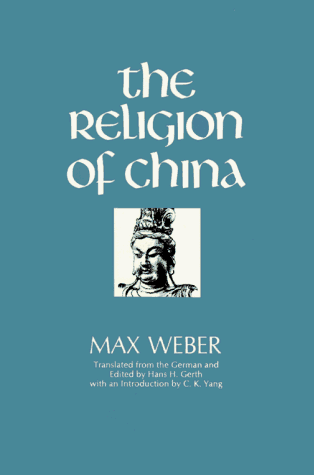 the
Religion
of china
MAX WEBER
Translated from the German and
Edited by Hans H. Gerth
with an Introduction by C. K. Yang